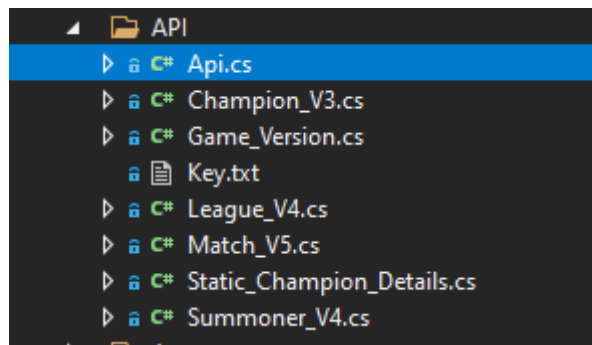 API
C# Api.cs
C# Champion_V3.cs
C# Game_Version.cs
Key.txt
C# League_V4.cs
C# Match_V5.cs
C# Static_Champion_Details.cs
C# Summoner_V4.cs